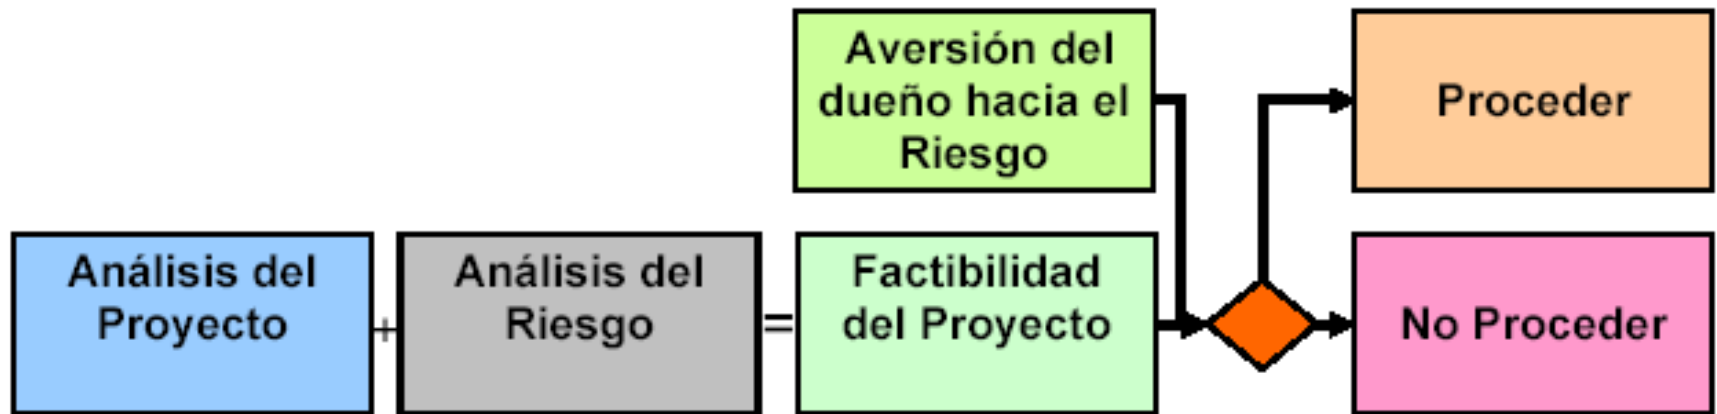 Aversión del
dueño hacia el
Riesgo
Proceder
Análisis del
Proyecto
+
Análisis del
Riesgo
=
Factibilidad
del Proyecto
No Proceder